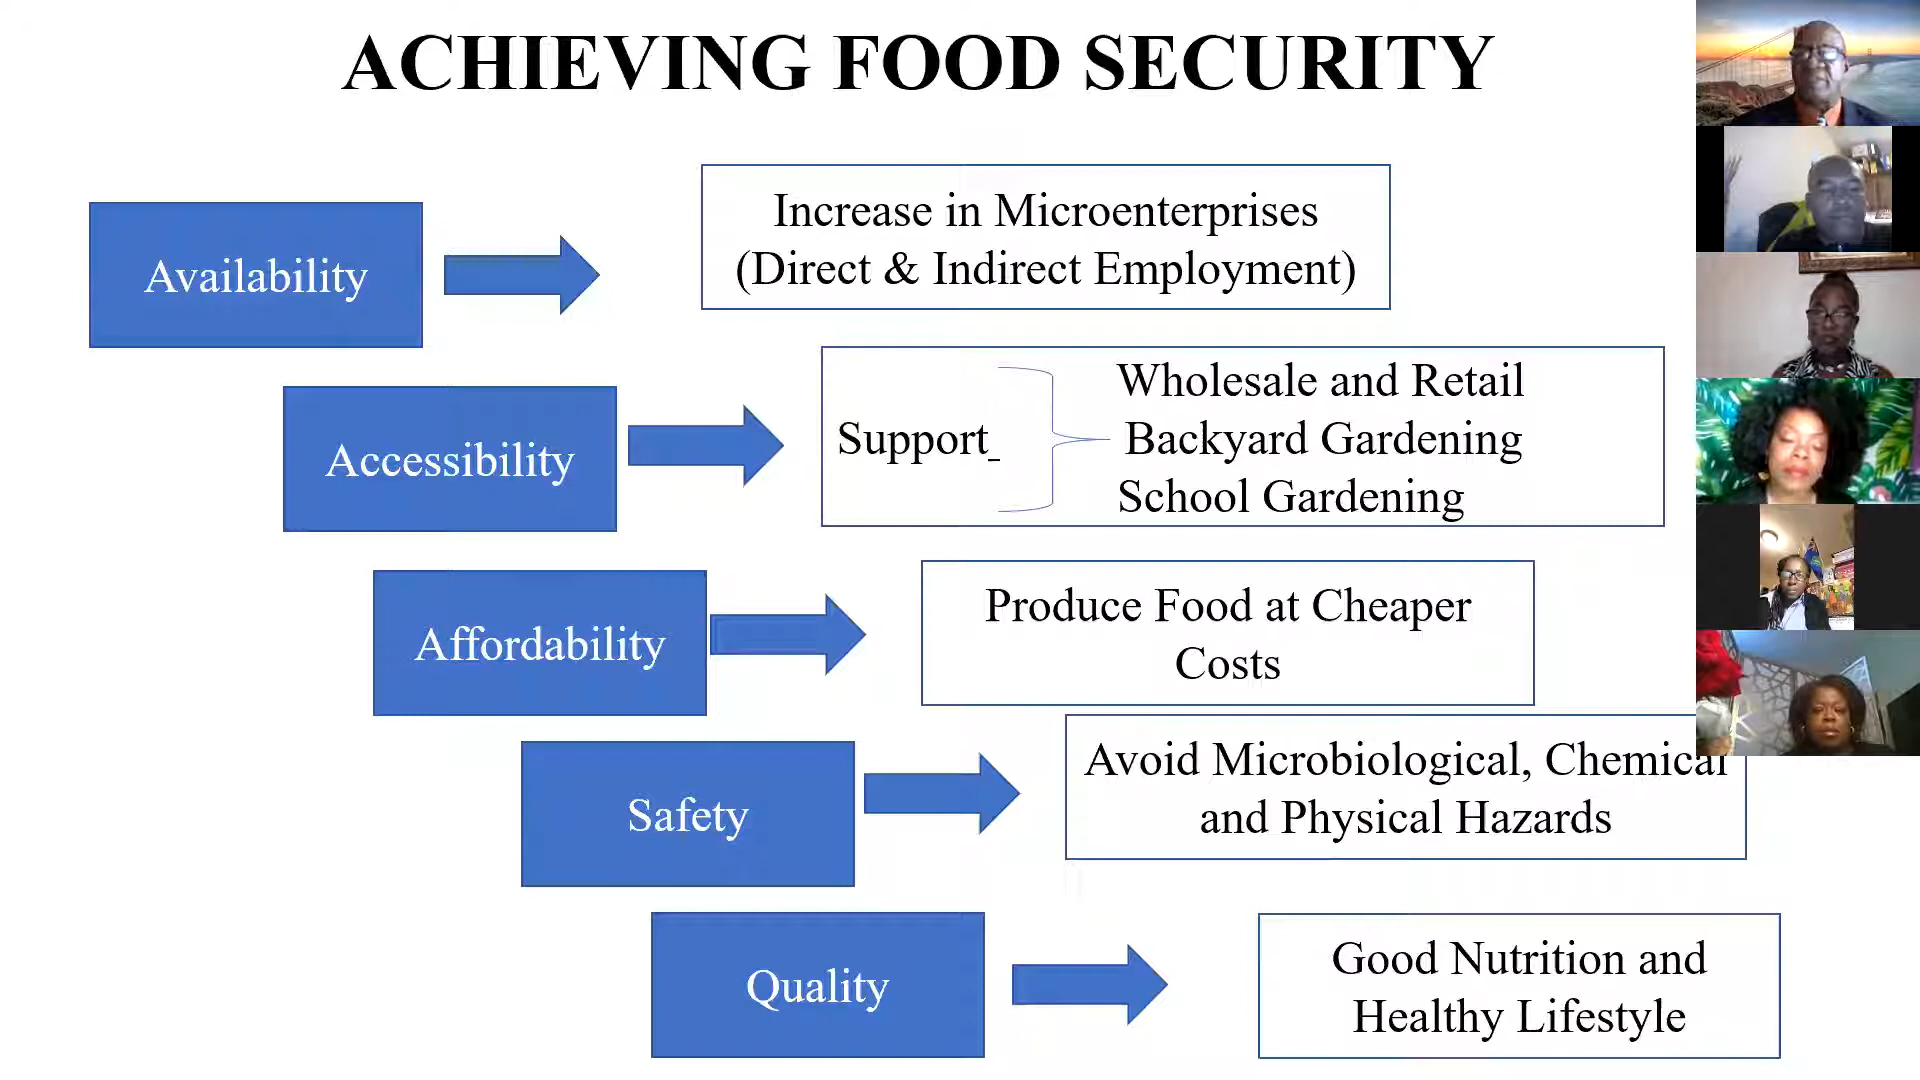 ACHIEVING FOOD SECURITY
Availability
Increase in Microenterprises
(Direct & Indirect Employment)
Accessibility
Support_
Wholesale and Retail
Backyard Gardening
School Gardening
Affordability
Produce Food at Cheaper
Costs
Safety
Avoid Microbiological, Chemical
and Physical Hazards
Quality
Good Nutrition and
Healthy Lifestyle